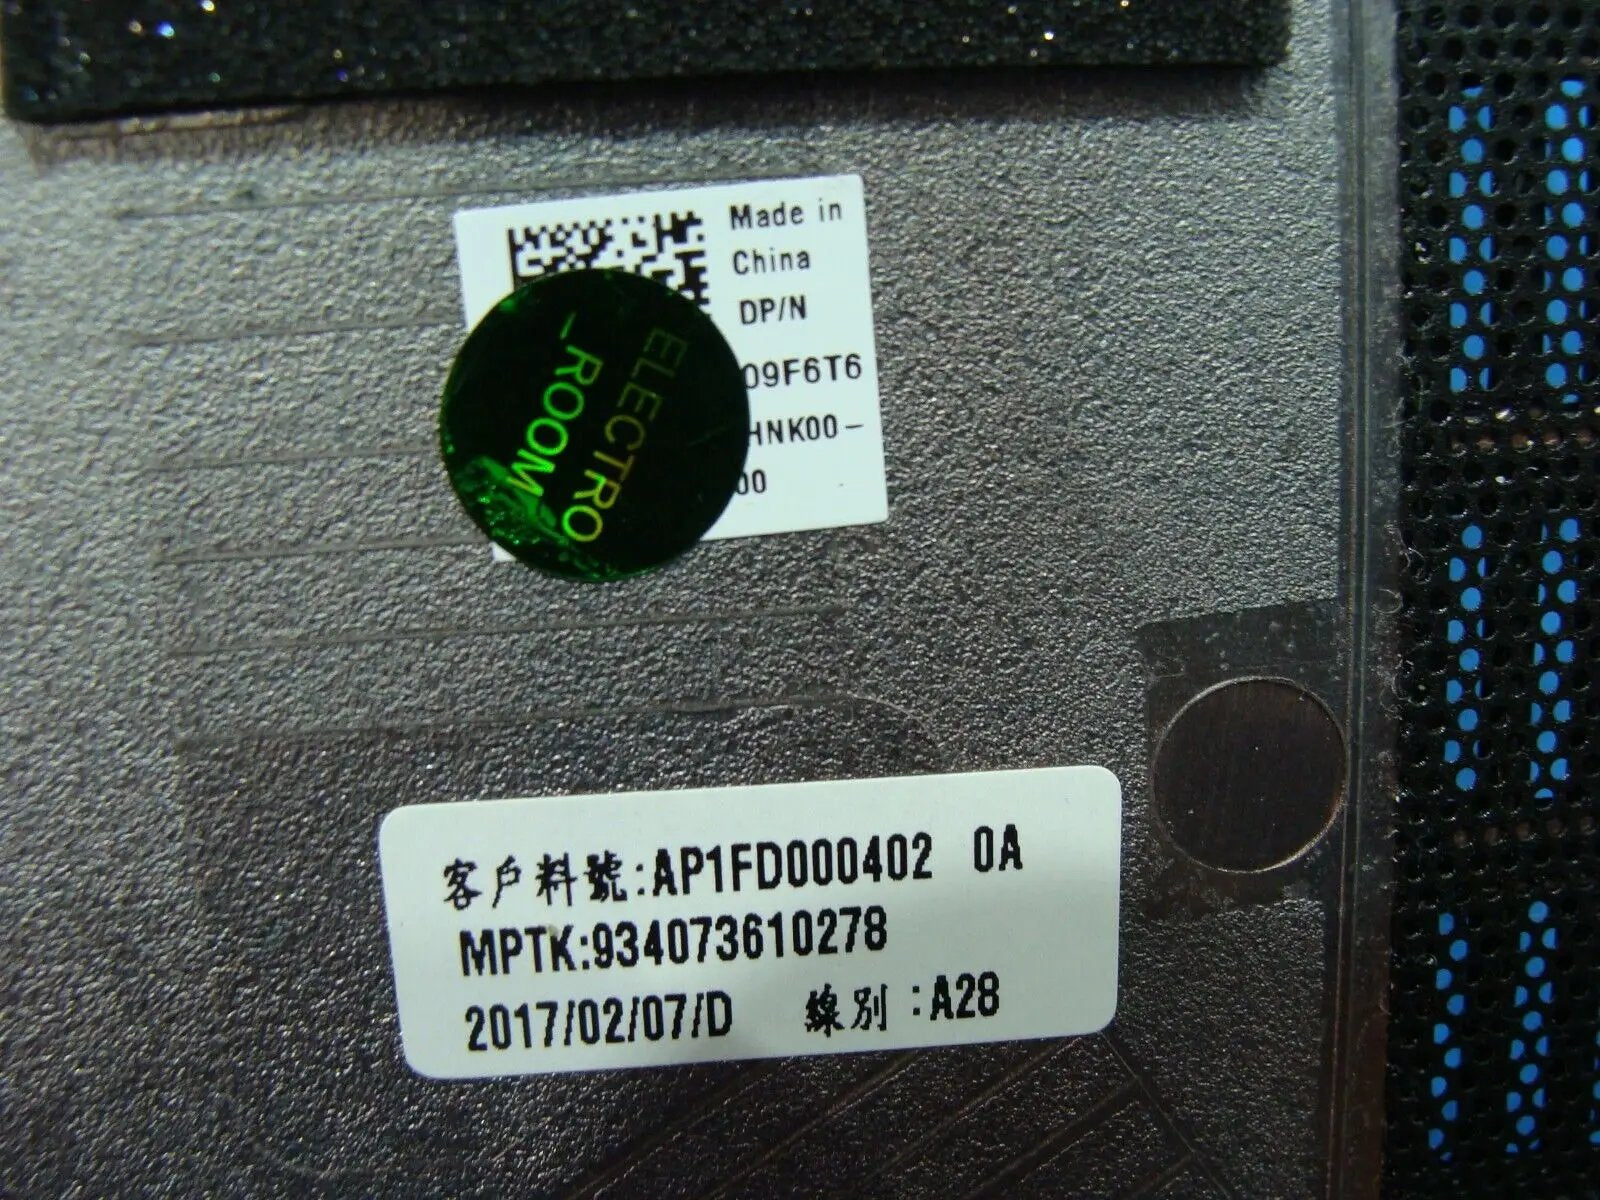 Made in
China
DP/N
09F6T6
HNK00-
00
ELECTRO
_ROOM_
客戶料號:AP1FD000402 0A
MPTK:934073610278
2017/02/07/D 線別:A28